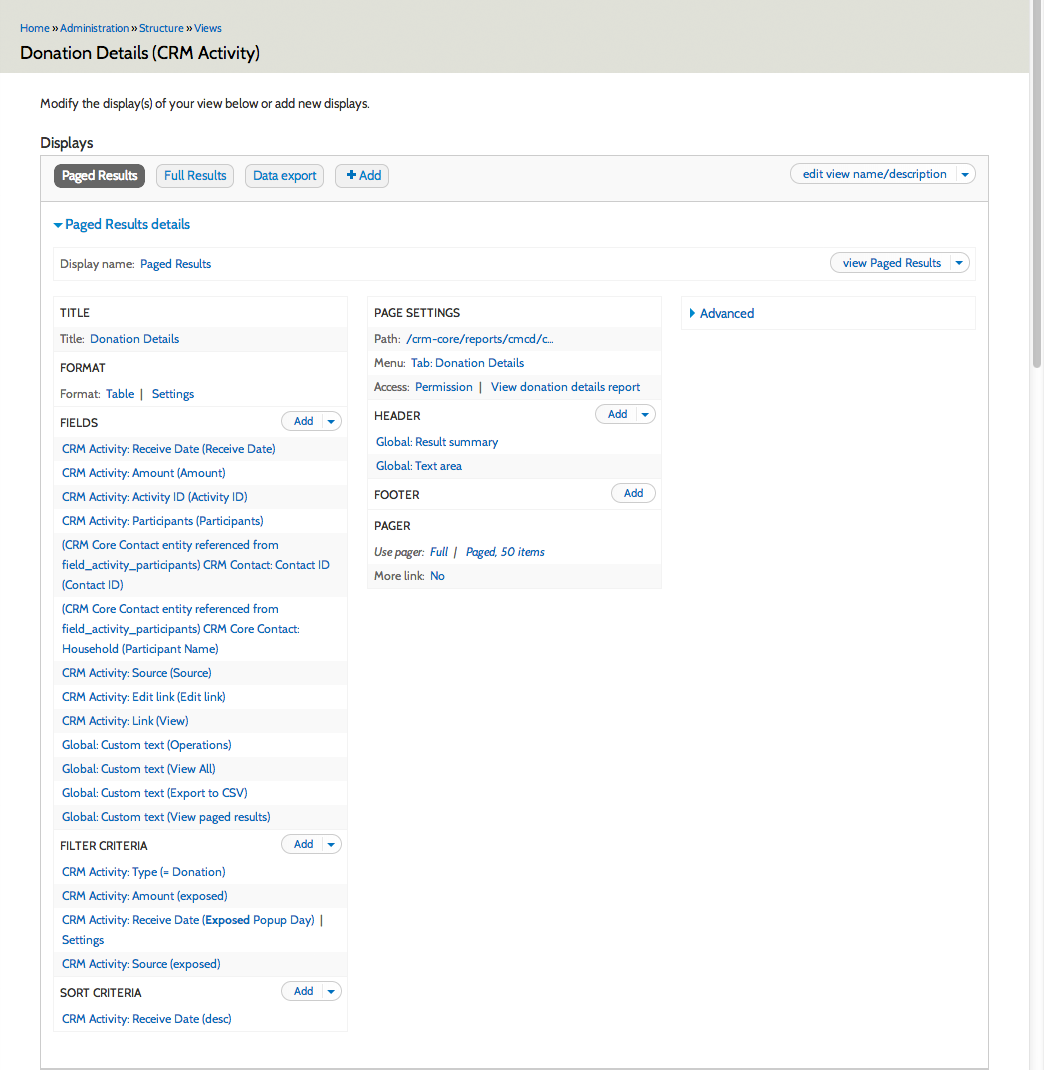 Home » Administration » Structure » Views
Donation Details (CRM Activity)
Modify the display(s) of your view below or add new displays.
Displays
Paged Results Full Results Data export + Add edit view name/description
Paged Results details
Display name: Paged Results view Paged Results
TITLE
Title: Donation Details
FORMAT
Format: Table | Settings
FIELDS Add
CRM Activity: Receive Date (Receive Date)
CRM Activity: Amount (Amount)
CRM Activity: Activity ID (Activity ID)
CRM Activity: Participants (Participants)
(CRM Core Contact entity referenced from
field_activity_participants) CRM Contact: Contact ID
(Contact ID)
(CRM Core Contact entity referenced from
field_activity_participants) CRM Core Contact:
Household (Participant Name)
CRM Activity: Source (Source)
CRM Activity: Edit link (Edit link)
CRM Activity: Link (View)
Global: Custom text (Operations)
Global: Custom text (View All)
Global: Custom text (Export to CSV)
Global: Custom text (View paged results)
FILTER CRITERIA Add
CRM Activity: Type (= Donation)
CRM Activity: Amount (exposed)
CRM Activity: Receive Date (Exposed Popup Day) |
Settings
CRM Activity: Source (exposed)
SORT CRITERIA Add
CRM Activity: Receive Date (desc)
PAGE SETTINGS
Path: /crm-core/reports/cmcd/c...
Menu: Tab: Donation Details
Access: Permission | View donation details report
HEADER Add
Global: Result summary
Global: Text area
FOOTER Add
PAGER
Use pager: Full | Paged, 50 items
More link: No
Advanced